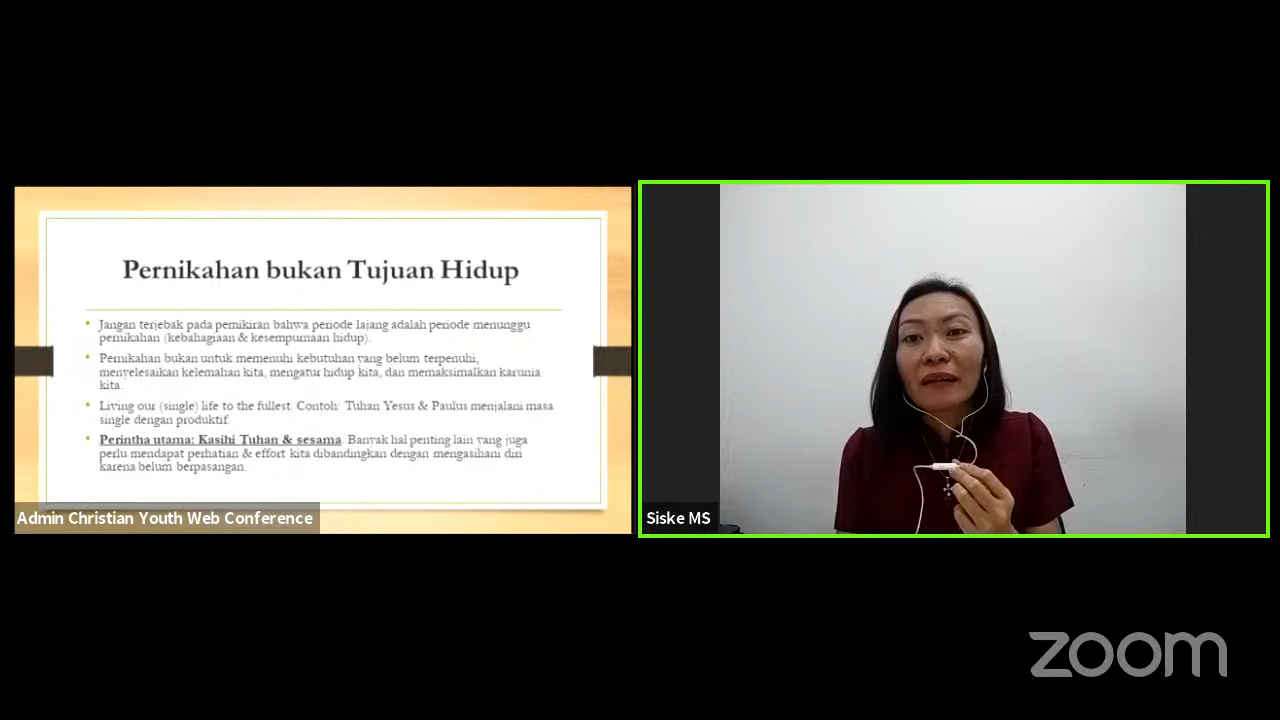 Pernikahan bukan Tujuan Hidup
• Jangan terjebak pada pemikiran bahwa periode lajang adalah periode menunggu
pernikahan (kebahagiaan & kesempurnaan hidup).
• Pernikahan bukan untuk memenuhi kebutuhan yang belum terpenuhi,
menyelesaikan kelemahan kita, mengatur hidup kita, dan memaksimalkan karunia
kita.
• Living our (single) life to the fullest. Contoh: Tuhan Yesus & Paulus menjalani masa
single dengan produktif.
• Perintha utama: Kasihi Tuhan & sesama. Banyak hal penting lain yang juga
perlu mendapat perhatian & effort kita dibandingkan dengan mengasihani diri
karena belum berpasangan.
Admin Christian Youth Web Conference
Siske MS
zoom